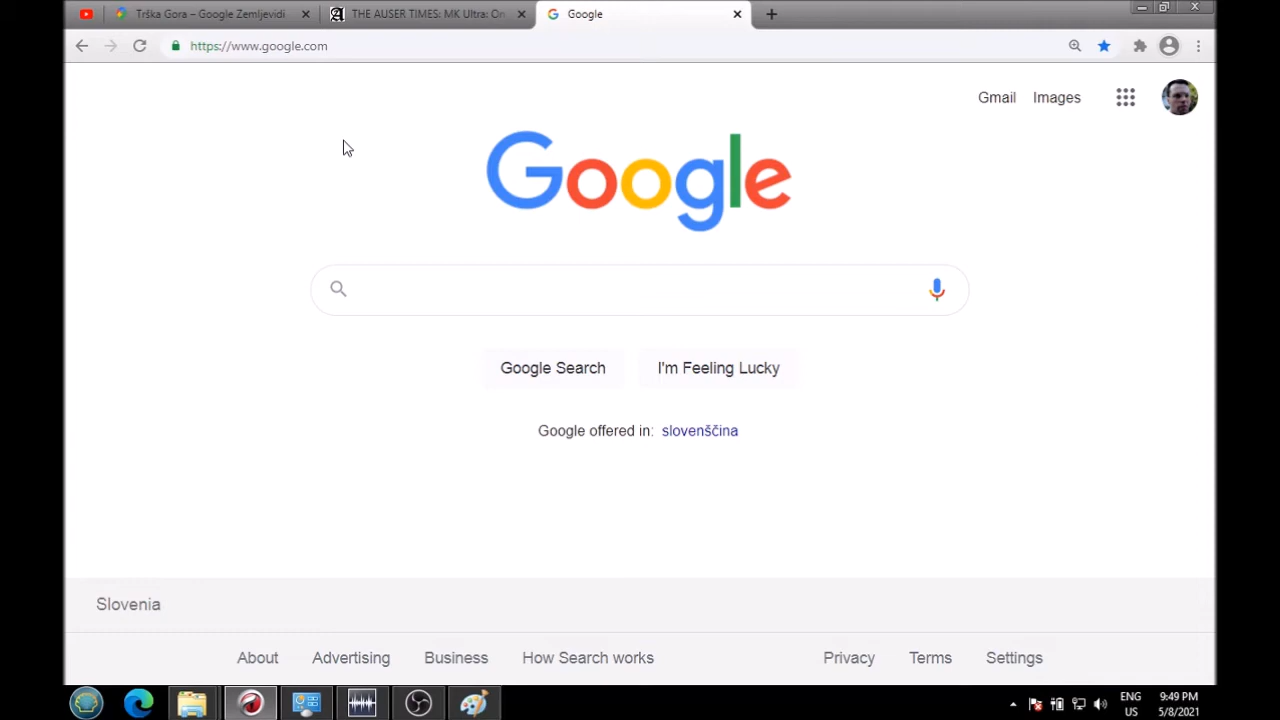 Trška Gora – Google Zemljevidi
THE AUSER TIMES: MK Ultra: On
Google
https://www.google.com
Gmail
Images
Google
Google Search
I'm Feeling Lucky
Google offered in: slovenščina
Slovenia
About
Advertising
Business
How Search works
Privacy
Terms
Settings
ENG
US
9:49 PM
5/8/2021